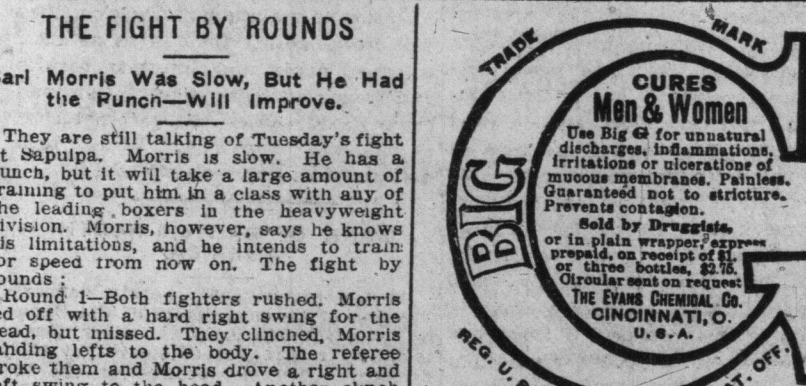 THE FIGHT BY ROUNDS
arl Morris Was Slow, But He Had
the Punch—Will Improve.
They are still talking of Tuesday's fight
t Sapulpa. Morris is slow. He has a
unch, but it will take a large amount of
raining to put him in a class with any of
he leading boxers in the heavyweight
ivision. Morris, however, says he knows
is limitations, and he intends to train
or speed from now on. The fight by
ounds:
Round 1—Both fighters rushed. Morris
ed off with a hard right swing for the
ead, but missed. They clinched, Morris
anding lefts to the body. The referee
roke them and Morris drove a right and
eft swing to the head. Another
TRADE MARK
BIG
CURES
Men & Women
Use Big G for unnatural
discharges, inflammations,
irritations or ulcerations of
mucous membranes. Painless.
Guaranteed not to stricture.
Prevents contagion.
Sold by Druggists,
or in plain wrapper, express
prepaid, on receipt of $1.
or three bottles, $2.75.
Circular sent on request
THE EVANS CHEMICAL CO.
CINCINNATI, O.
U.S.A.
REG. U. S.
T. OFF.